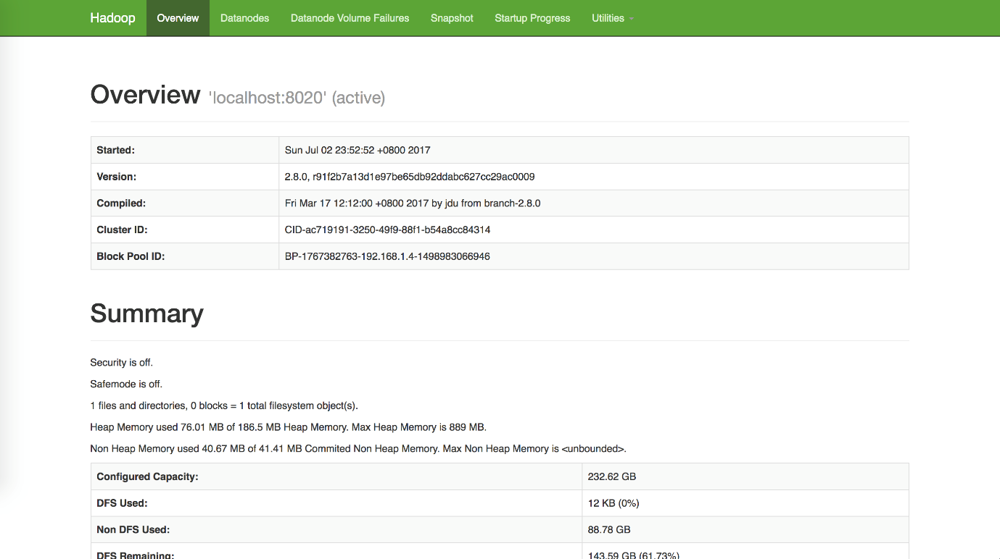 Hadoop Overview Datanodes Datanode Volume Failures Snapshot Startup Progress Utilities
Overview 'localhost:8020' (active)
Started: Sun Jul 02 23:52:52 +0800 2017
Version: 2.8.0, r91f2b7a13d1e97be65db92ddabc627cc29ac0009
Compiled: Fri Mar 17 12:12:00 +0800 2017 by jdu from branch-2.8.0
Cluster ID: CID-ac719191-3250-49f9-88f1-b54a8cc84314
Block Pool ID: BP-1767382763-192.168.1.4-1498983066946
Summary
Security is off.
Safemode is off.
1 files and directories, 0 blocks = 1 total filesystem object(s).
Heap Memory used 76.01 MB of 186.5 MB Heap Memory. Max Heap Memory is 889 MB.
Non Heap Memory used 40.67 MB of 41.41 MB Commited Non Heap Memory. Max Non Heap Memory is <unbounded>.
Configured Capacity: 232.62 GB
DFS Used: 12 KB (0%)
Non DFS Used: 88.78 GB
DFS Remaining: 143.59 GB (61.73%)